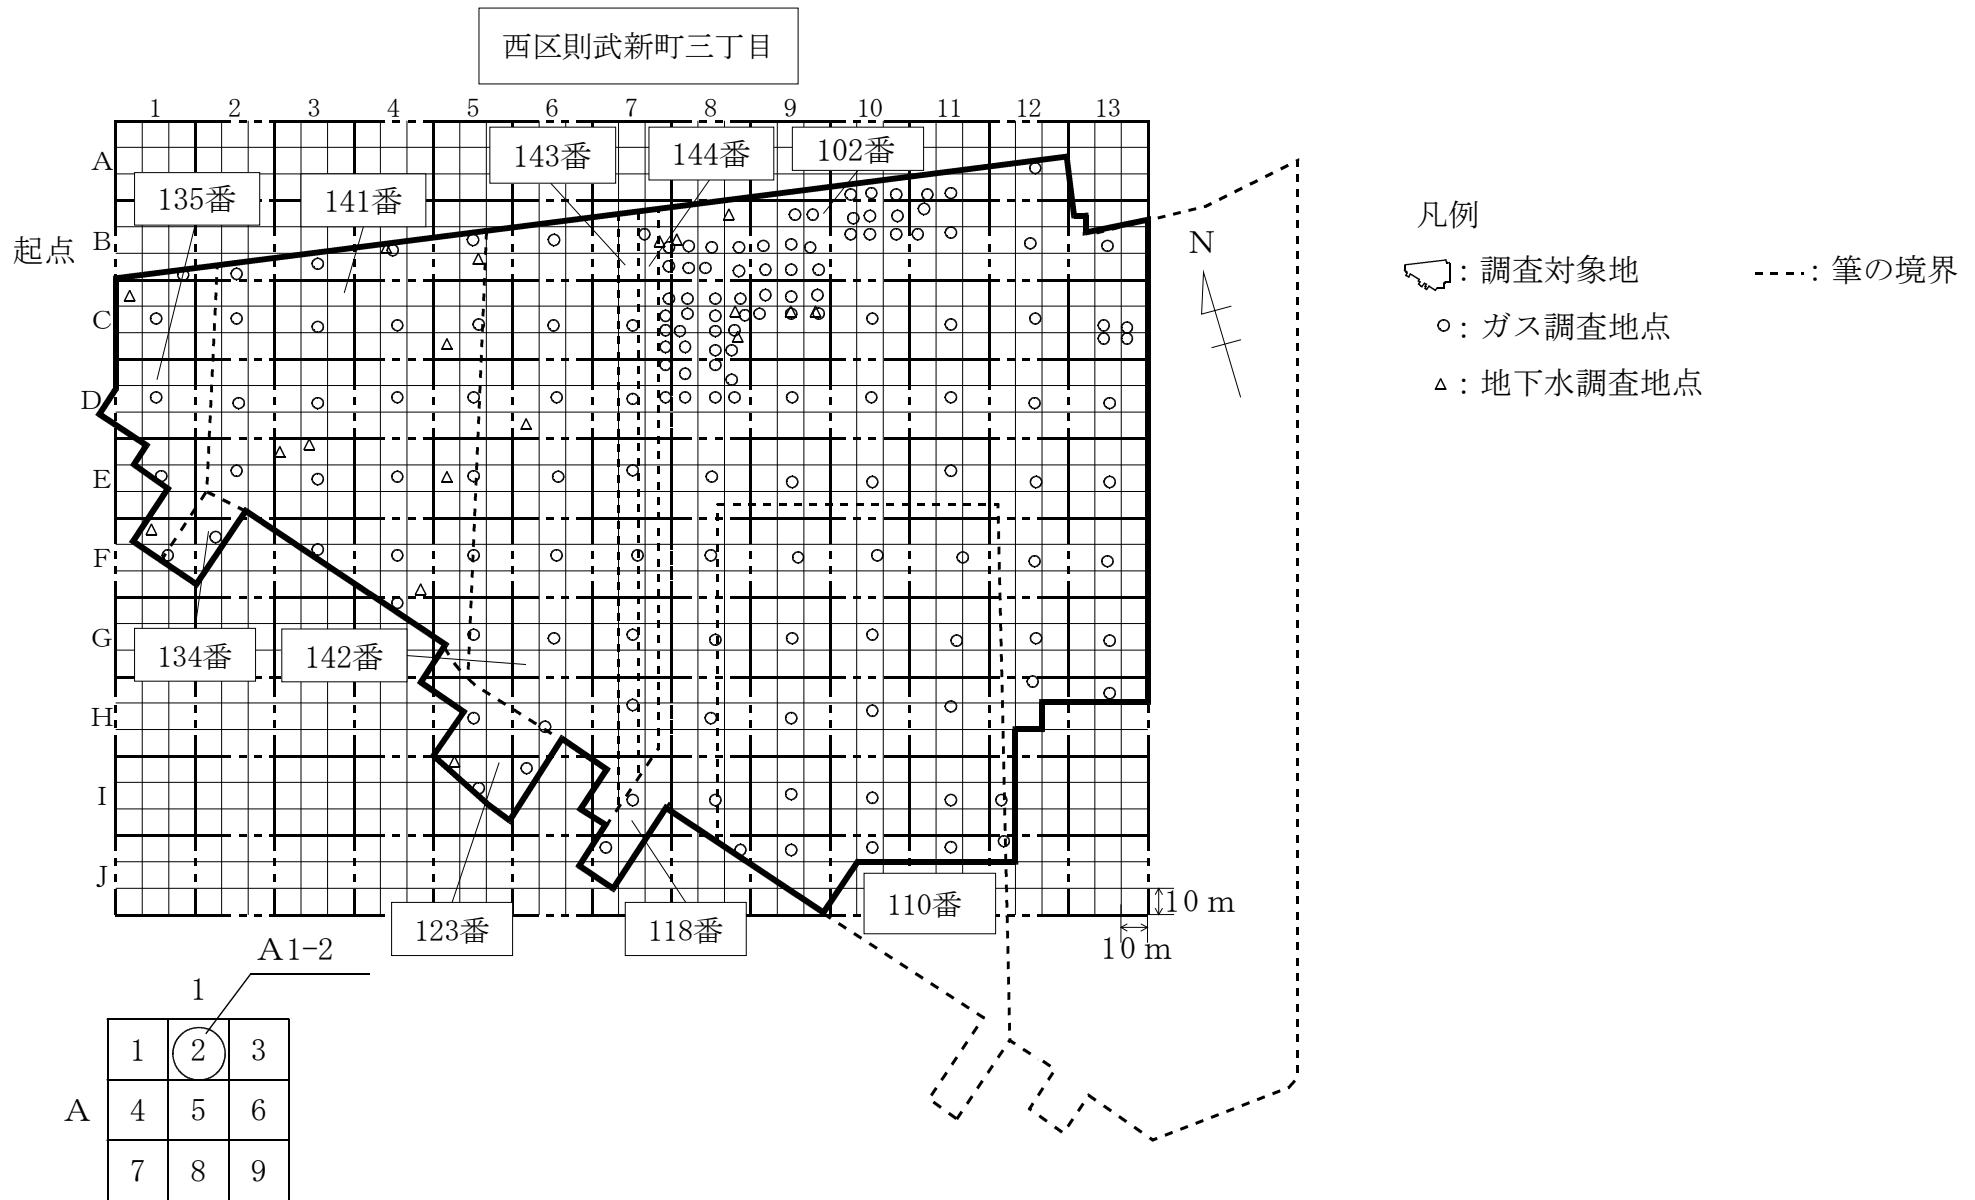 西区則武新町三丁目
1 2 3 4 5 6 7 8 9 10 11 12 13
A
B
C
D
E
F
G
H
I
J
起点
135番
141番
143番
144番
102番
134番
142番
123番
118番
110番
N
凡例
: 調査対象地
: 筆の境界
: ガス調査地点
: 地下水調査地点
10 m
10 m
A1-2
1
A
1 2 3
4 5 6
7 8 9